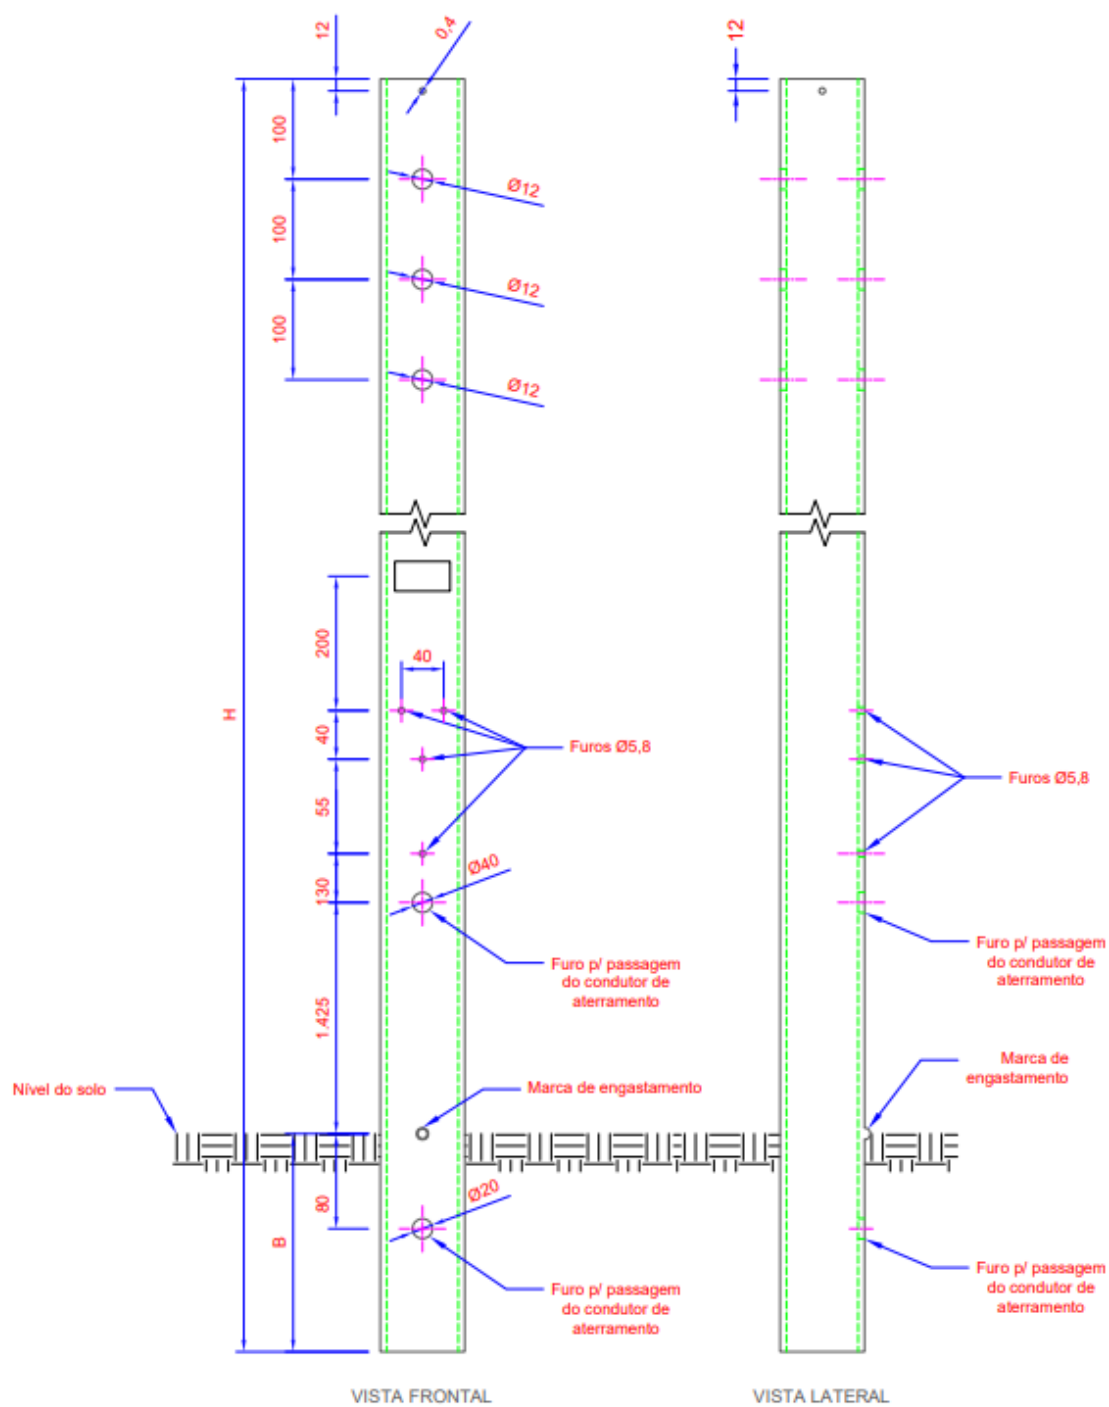 12
0,4
12
100
Ø12
100
Ø12
100
Ø12
H
200
40
40
Furos Ø5,8
Furos Ø5,8
55
130
Ø40
Furo p/ passagem
do condutor de
aterramento
Furo p/ passagem
do condutor de
aterramento
1.425
Nível do solo
Marca de engastamento
Marca de
engastamento
80
Ø20
B
Furo p/ passagem
do condutor de
aterramento
Furo p/ passagem
do condutor de
aterramento
VISTA FRONTAL
VISTA LATERAL